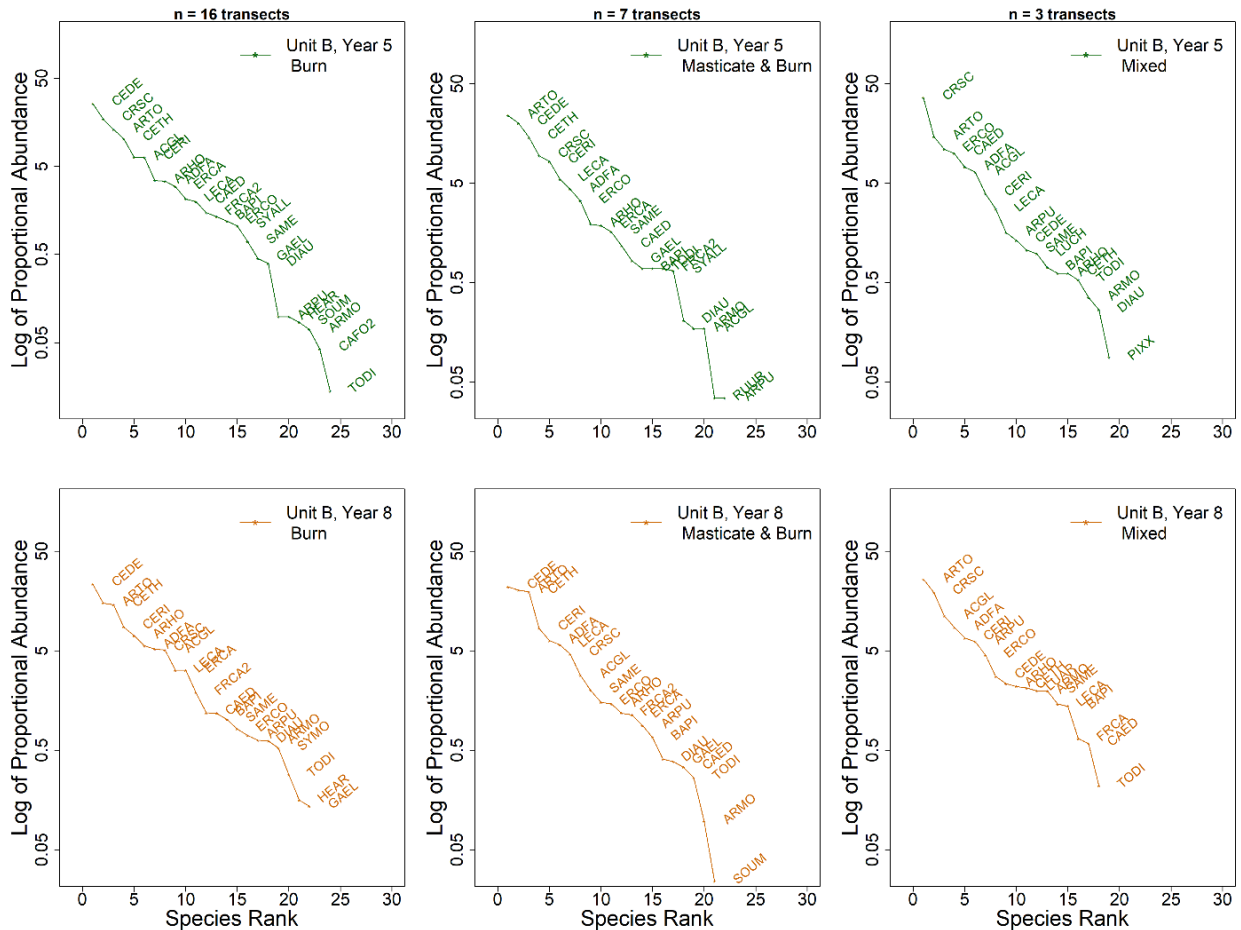 n = 16 transects
Unit B, Year 5
Burn
Log of Proportional Abundance
50
5
0.5
0.05
CEDE
CRSC
ARTO
CETH
ACGL
CERI
ARHO
ADFA
ERCA
LECA
CAED
FRCA2
BAPI
ERCO
SYALL
SAME
GAEL
DIAU
ARPU
HEAR
SOUM
ARMO
CAFO2
TODI
0 5 10 15 20 25 30
n = 7 transects
Unit B, Year 5
Masticate & Burn
Log of Proportional Abundance
50
5
0.5
0.05
ARTO
CEDE
CETH
CRSC
CERI
LECA
ADFA
ERCO
ARHO
ERCA
SAME
CAED
GAEL
BAPI
TODI
FRCA2
SYALL
DIAU
ARMO
ACGL
RUUR
ARPU
0 5 10 15 20 25 30
n = 3 transects
Unit B, Year 5
Mixed
Log of Proportional Abundance
50
5
0.5
0.05
CRSC
ARTO
ERCO
CAED
ADFA
ACGL
CERI
LECA
ARPU
CEDE
SAME
LUCH
BAPI
ARHO
CETH
TODI
ARMO
DIAU
PIXX
0 5 10 15 20 25 30
Unit B, Year 8
Burn
Log of Proportional Abundance
50
5
0.5
0.05
CEDE
ARTO
CETH
CERI
ARHO
ADFA
CRSC
ACGL
LECA
ERCA
FRCA2
CAED
BAPI
SAME
ERCO
ARPU
DIAU
ARMO
SYMO
TODI
HEAR
GAEL
0 5 10 15 20 25 30
Species Rank
Unit B, Year 8
Masticate & Burn
Log of Proportional Abundance
50
5
0.5
0.05
CEDE
ARTO
CETH
CERI
ADFA
LECA
CRSC
ACGL
SAME
ERCO
ARHO
FRCA2
ERCA
ARPU
BAPI
DIAU
GAEL
CAED
TODI
ARMO
SOUM
0 5 10 15 20 25 30
Species Rank
Unit B, Year 8
Mixed
Log of Proportional Abundance
50
5
0.5
0.05
ARTO
CRSC
ACGL
ADFA
CERI
ARPU
ERCO
CEDE
ARHO
ARMO
SAME
LECA
BAPI
FRCA
CAED
TODI
0 5 10 15 20 25 30
Species Rank